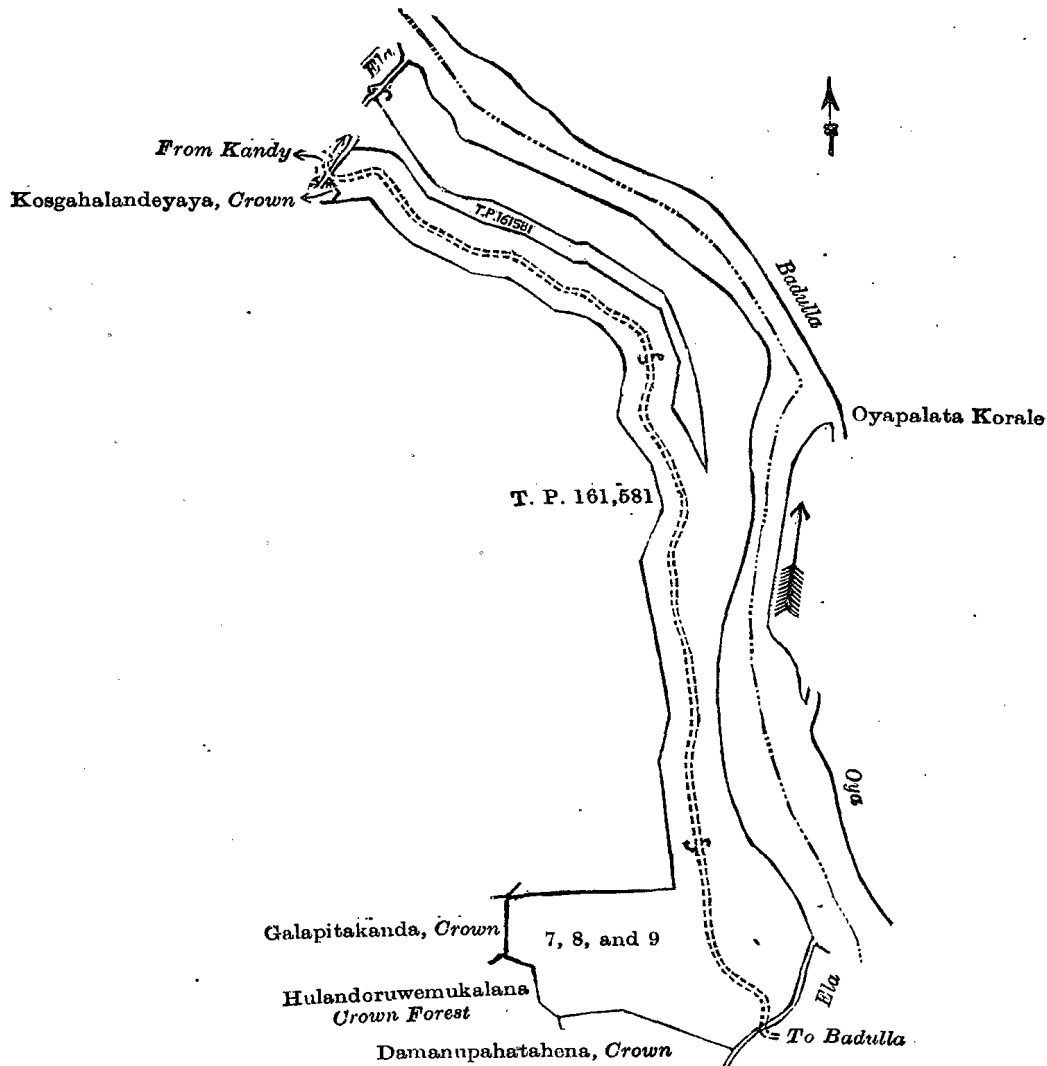 Ela
From Kandy
Kosgahalandeyaya, Crown
T.P.161581
Badulla
Oyapalata Korale
T. P. 161,581
Oya
Galapitakanda, Crown
7, 8, and 9
Hulandoruwemukalana
Crown Forest
Ela
To Badulla
Damanupahatahena, Crown